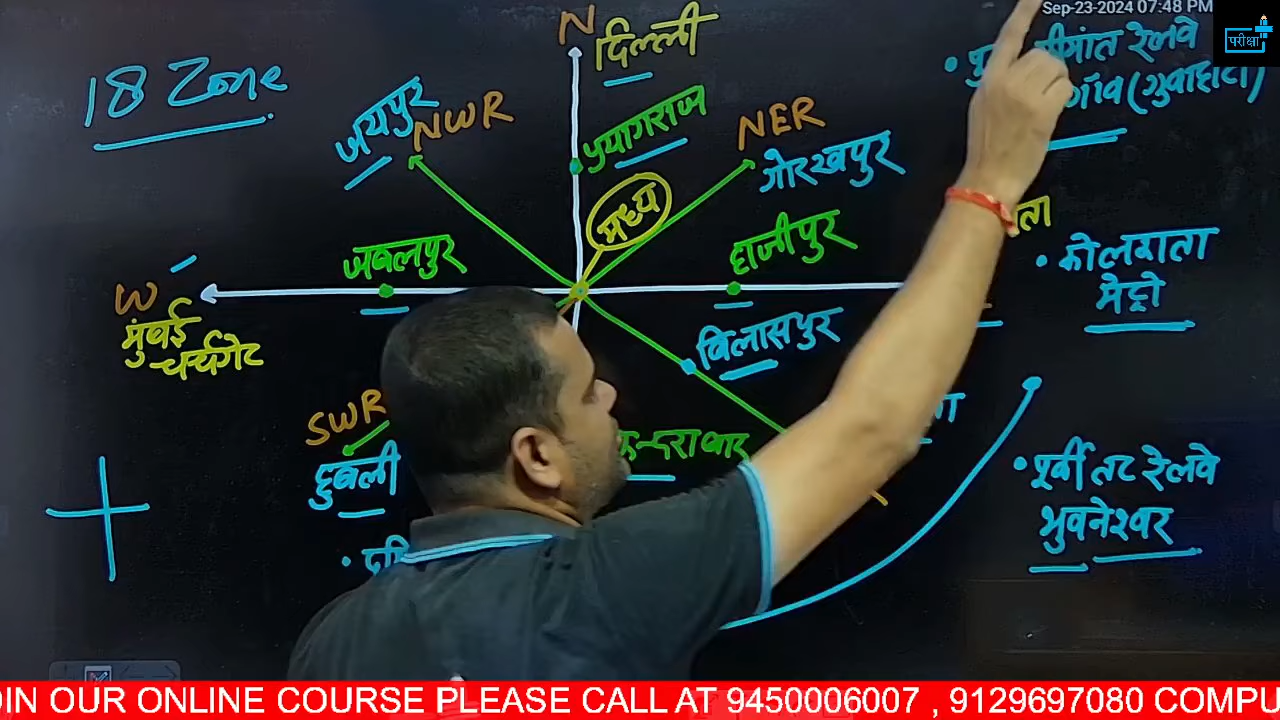 Sep-23-2024 07:48 PM
परीक्षा
N
दिल्ली
18 Zone
जयपुर
NWR
प्रयागराज
NER
गोरखपुर
रेलवे
(गुवाहाटी)
मध्य
जबलपुर
हाजीपुर
कोलकाता
मेट्रो
W
मुंबई
चर्चगेट
बिलासपुर
SWR
हुबली
पूर्वी तट रेलवे
भुवनेश्वर
OIN OUR ONLINE COURSE PLEASE CALL AT 9450006007 , 9129697080 COMPU